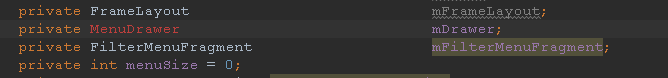 private FrameLayout mFrameLayout;
private MenuDrawer mDrawer;
private FilterMenuFragment mFilterMenuFragment;
private int menuSize = 0;